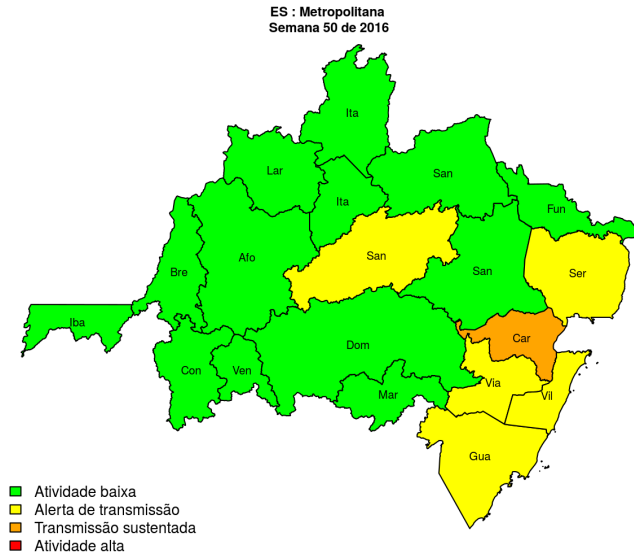 ES : Metropolitana
Semana 50 de 2016
Ita
Lar
San
Ita
Fun
Afo
San
San
Bre
Ser
Iba
Car
Dom
Con
Ven
Via
Mar
Vil
Gua
Atividade baixa
Alerta de transmissão
Transmissão sustentada
Atividade alta